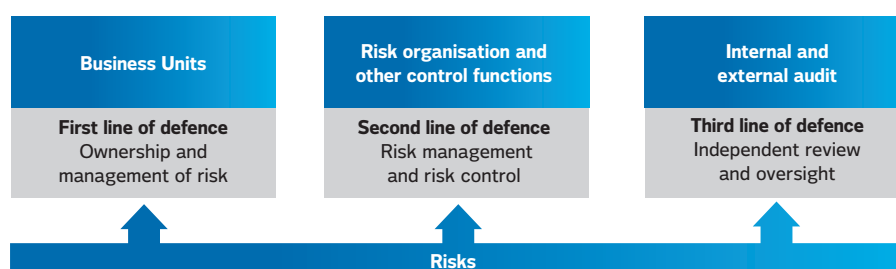 Business Units
First line of defence
Ownership and
management of risk
Risk organisation and
other control functions
Second line of defence
Risk management
and risk control
Internal and
external audit
Third line of defence
Independent review
and oversight
Risks